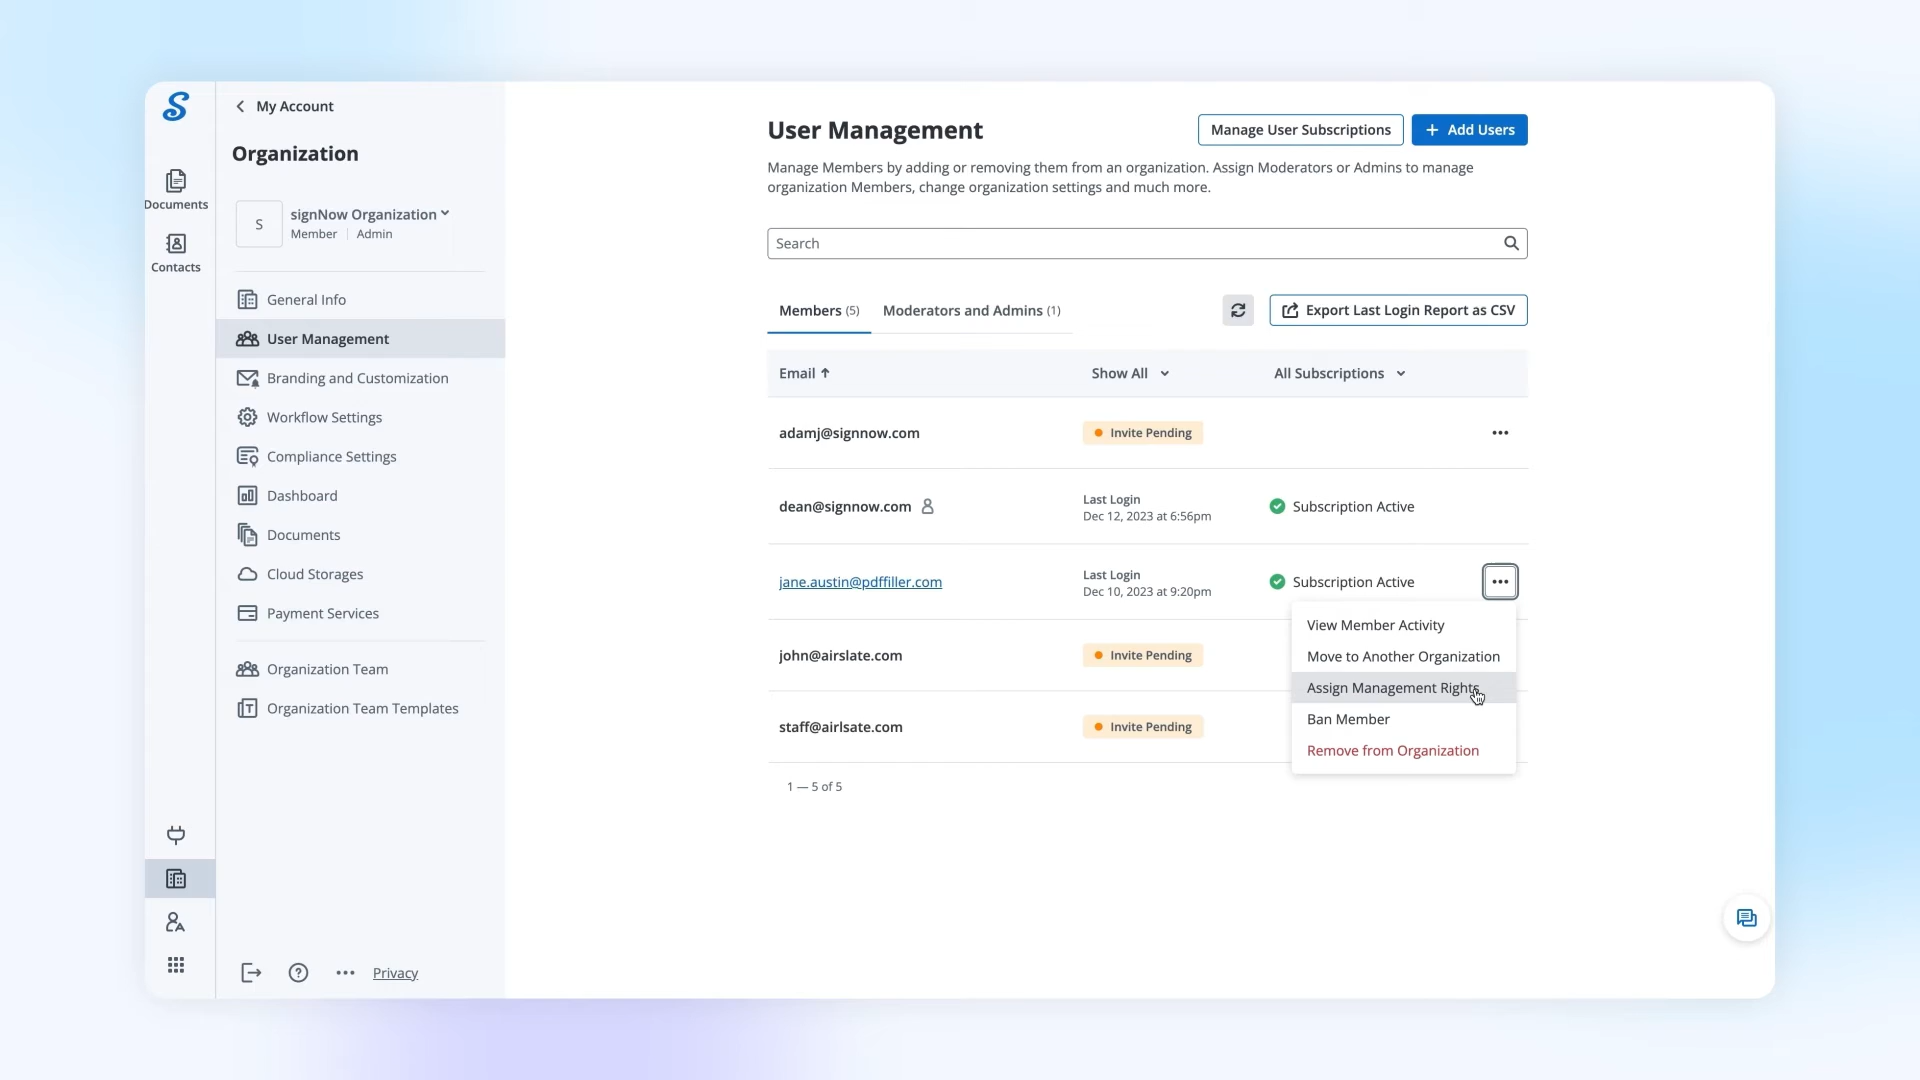 My Account
Organization
Documents
Contacts
S
signNow Organization
Member | Admin
General Info
User Management
Branding and Customization
Workflow Settings
Compliance Settings
Dashboard
Documents
Cloud Storages
Payment Services
Organization Team
Organization Team Templates
Privacy
User Management
Manage User Subscriptions
+ Add Users
Manage Members by adding or removing them from an organization. Assign Moderators or Admins to manage
organization Members, change organization settings and much more.
Search
Members (5)
Moderators and Admins (1)
Export Last Login Report as CSV
Email ↑
Show All
All Subscriptions
adamj@signnow.com
Invite Pending
dean@signnow.com
Last Login
Dec 12, 2023 at 6:56pm
Subscription Active
jane.austin@pdffiller.com
Last Login
Dec 10, 2023 at 9:20pm
Subscription Active
View Member Activity
Move to Another Organization
Assign Management Rights
Ban Member
Remove from Organization
john@airslate.com
Invite Pending
staff@airlsate.com
Invite Pending
1 — 5 of 5